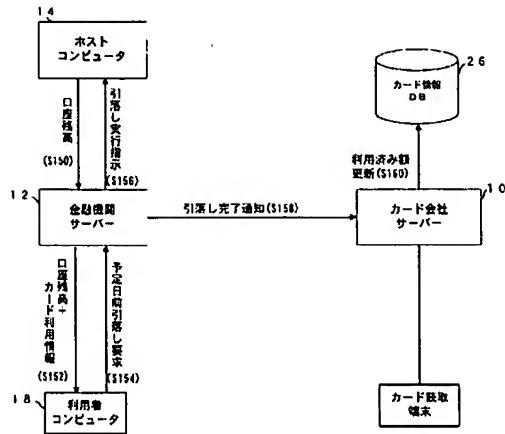 14
ホスト
コンピュータ
26
カード情報
DB
口座残高
(S150)
引落し実行指示
(S156)
利用済み額
更新(S160)
12
金融機関
サーバー
引落し完了通知(S158)
10
カード会社
サーバー
口座残高+
カード利用情報
(S152)
予定日前引落し要求
(S154)
18
利用者
コンピュータ
カード読取
端末